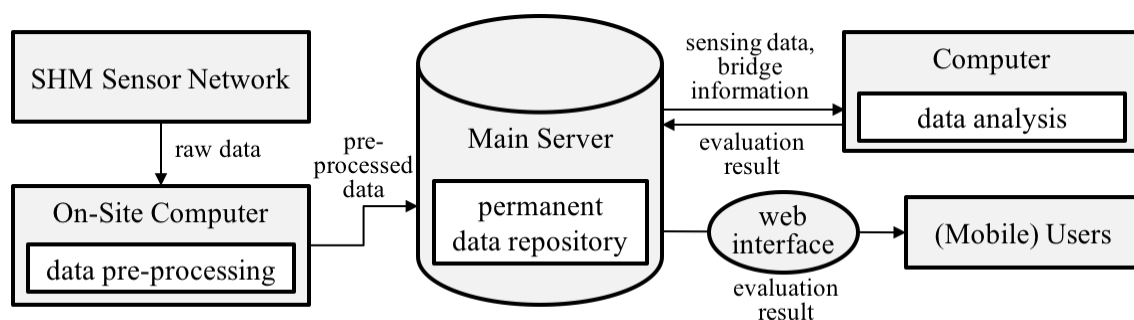 SHM Sensor Network
raw data
On-Site Computer
data pre-processing
pre-
processed
data
Main Server
permanent
data repository
sensing data,
bridge
information
evaluation
result
Computer
data analysis
web
interface
evaluation
result
(Mobile) Users